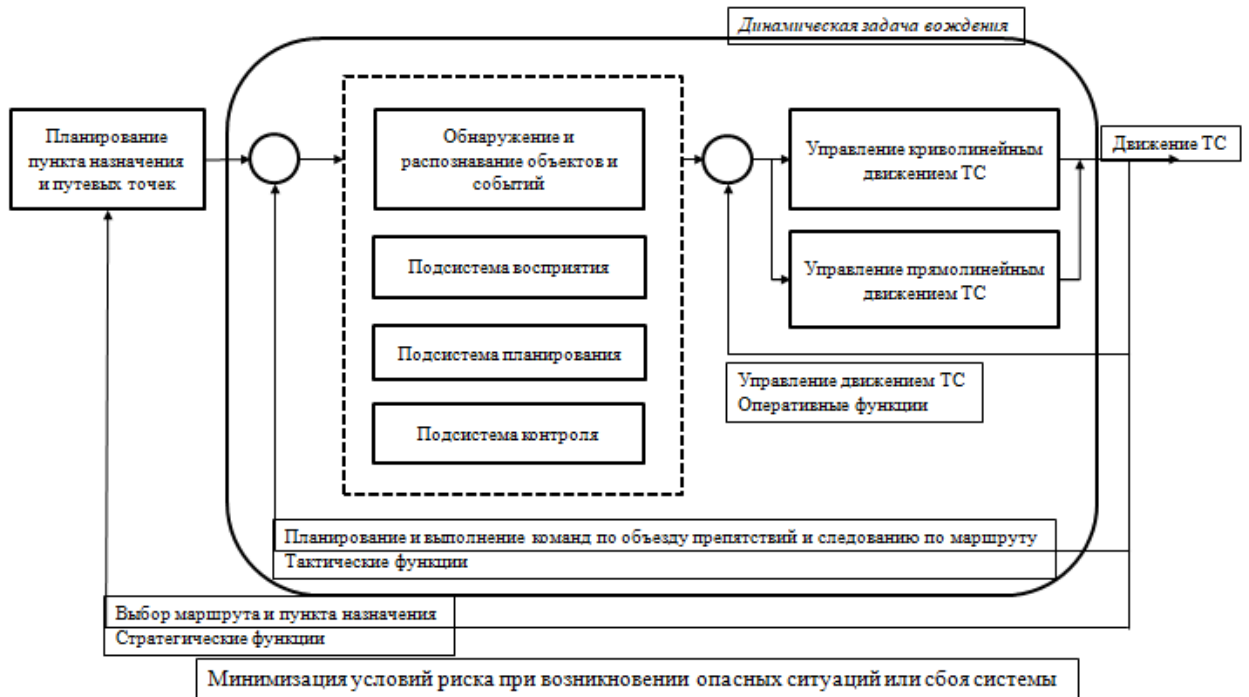 Динамическая задача вождения
Планирование
пункта назначения
и путевых точек
Обнаружение и
распознавание объектов и
событий
Подсистема восприятия
Подсистема планирования
Подсистема контроля
Управление криволинейным
движением ТС
Управление прямолинейным
движением ТС
Движение ТС
Управление движением ТС
Оперативные функции
Планирование и выполнение команд по объезду препятствий и следованию по маршруту
Тактические функции
Выбор маршрута и пункта назначения
Стратегические функции
Минимизация условий риска при возникновении опасных ситуаций или сбоя системы